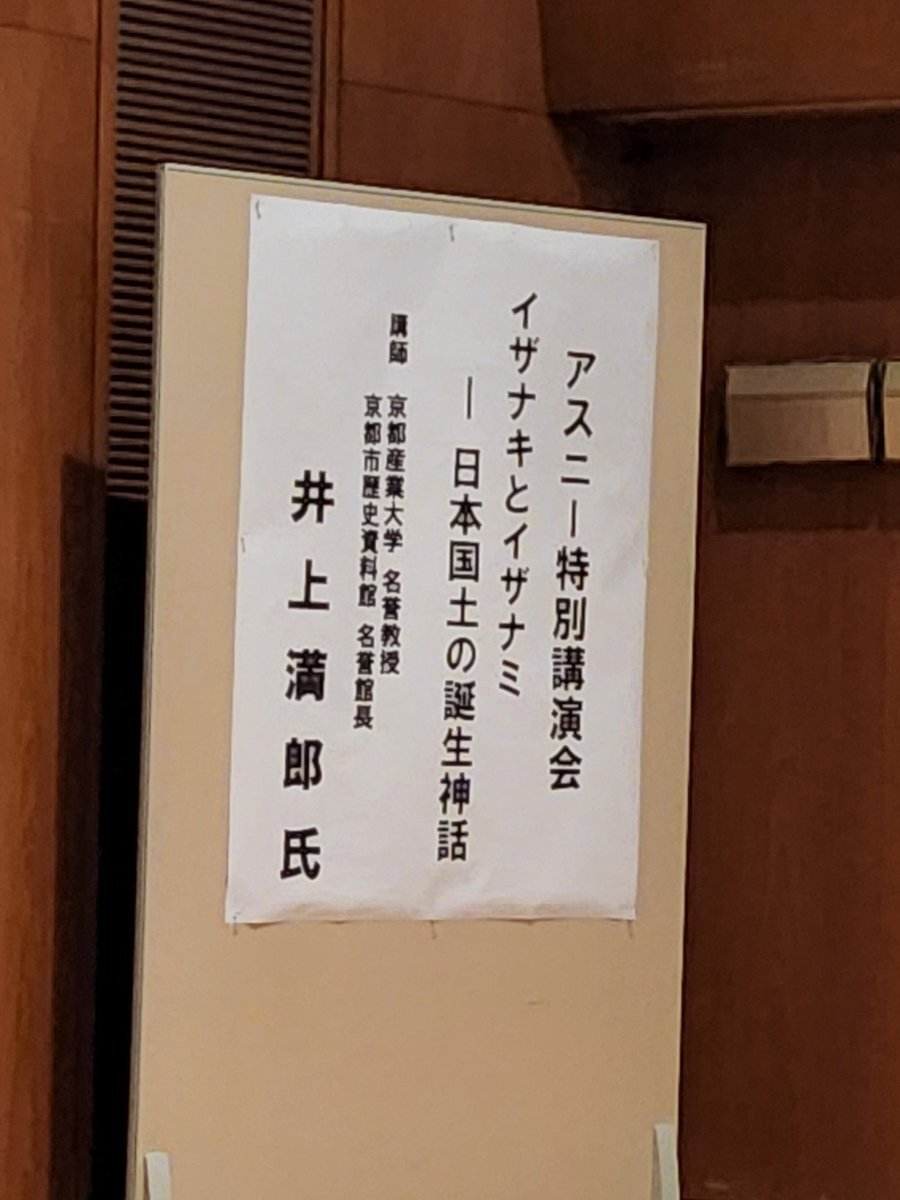 アスニー特別講演会
イザナキとイザナミ
― 日本国土の誕生神話
講師 京都産業大学 名誉教授
京都市歴史資料館 名誉館長
井上満郎氏